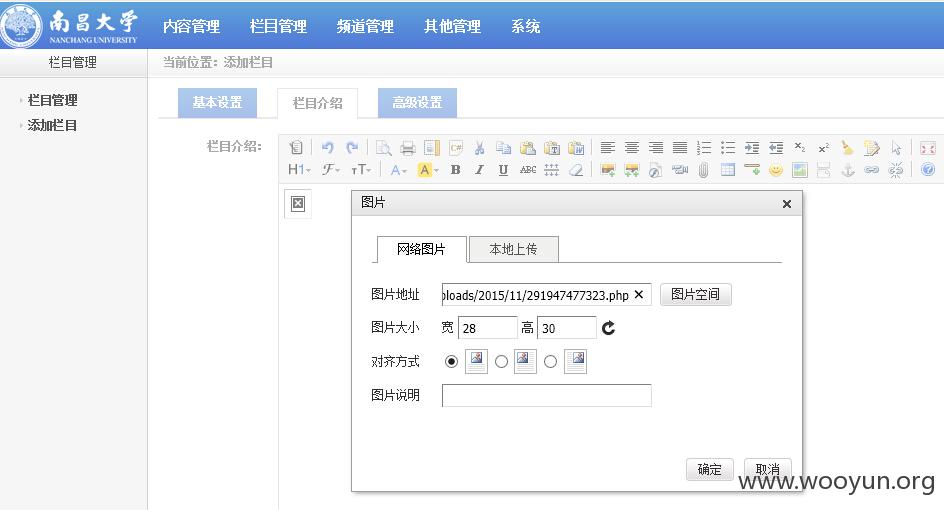 南昌大学 内容管理 栏目管理 频道管理 其他管理 系统
NANCHANG UNIVERSITY
栏目管理 当前位置：添加栏目
栏目管理
添加栏目
基本设置 栏目介绍 高级设置
栏目介绍：
H1 F TT A A B I U ABC
图片
网络图片 本地上传
图片地址 loads/2015/11/291947477323.php 图片空间
图片大小 宽 28 高 30
对齐方式
图片说明
确定 取消
www.wooyun.org